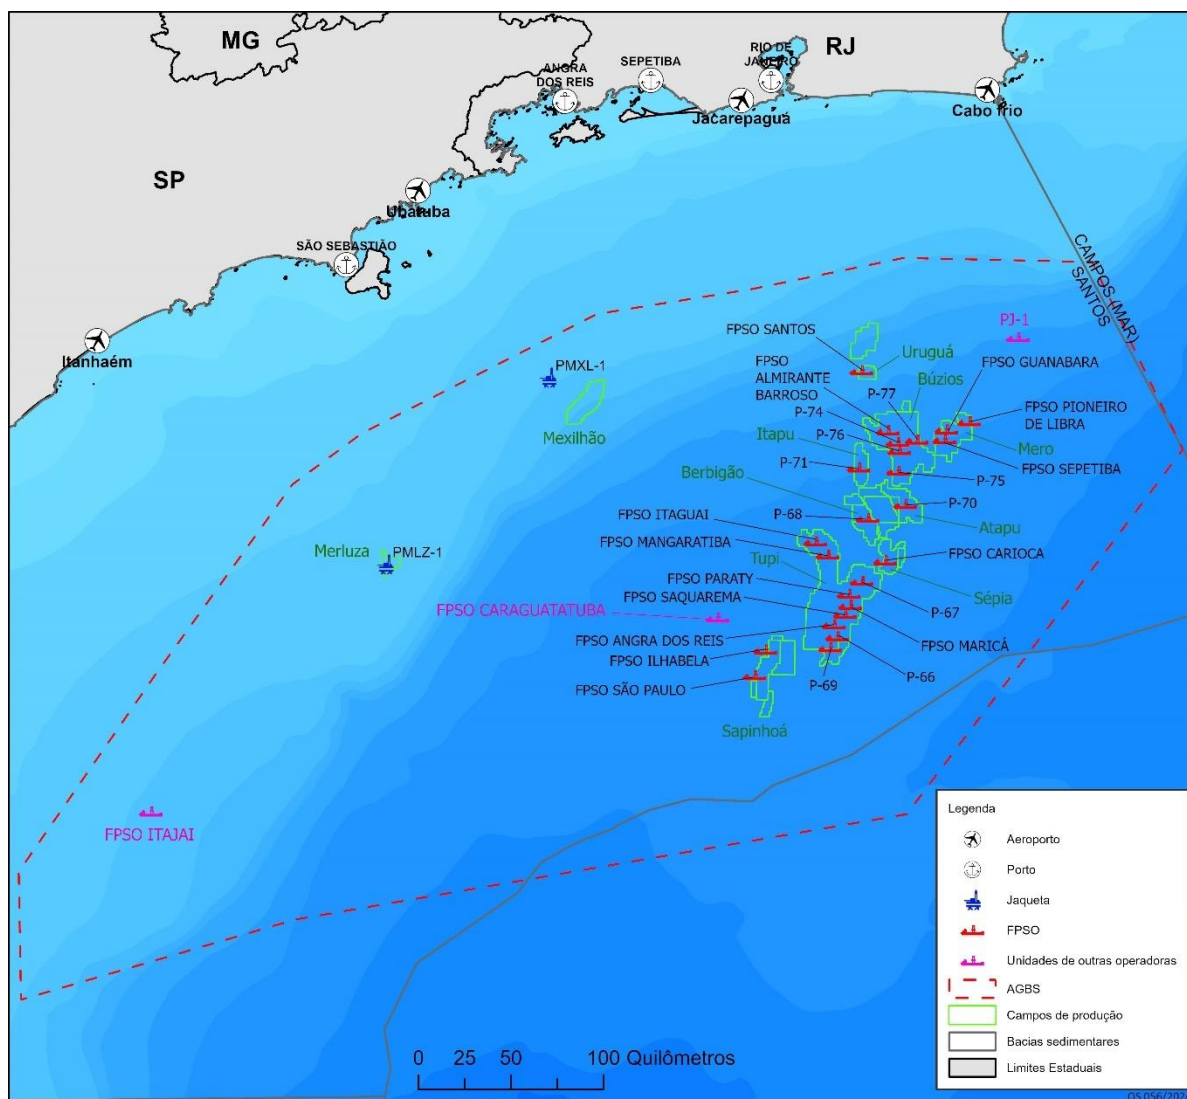 MG
RJ
SP
ANGRA
DOS REIS
SEPETIBA
RIO DE
JANEIRO
Jacarepaguá
Cabo frio
Ubatuba
SÃO SEBASTIÃO
Itanhaém
CAMPOS (MAR)
SANTOS
PJ-1
FPSO SANTOS
Uruguá
FPSO GUANABARA
FPSO
ALMIRANTE
BARROSO
Búzios
P-77
PMXL-1
Mexilhão
P-74
FPSO PIONEIRO
DE LIBRA
Itapu
P-76
Mero
FPSO SEPETIBA
P-71
P-75
Berbigão
P-70
P-68
Atapu
FPSO ITAGUAI
FPSO MANGARATIBA
FPSO CARIOCA
Merluza
PMLZ-1
Tupi
FPSO PARATY
Sépia
FPSO SAQUAREMA
P-67
FPSO CARAGUATATUBA
FPSO ANGRA DOS REIS
FPSO MARICÁ
FPSO ILHABELA
P-66
FPSO SÃO PAULO
P-69
Sapinhoá
FPSO ITAJAI
Legenda
Aeroporto
Porto
Jaqueta
FPSO
Unidades de outras operadoras
AGBS
Campos de produção
Bacias sedimentares
Limites Estaduais
0 25 50 100 Quilômetros